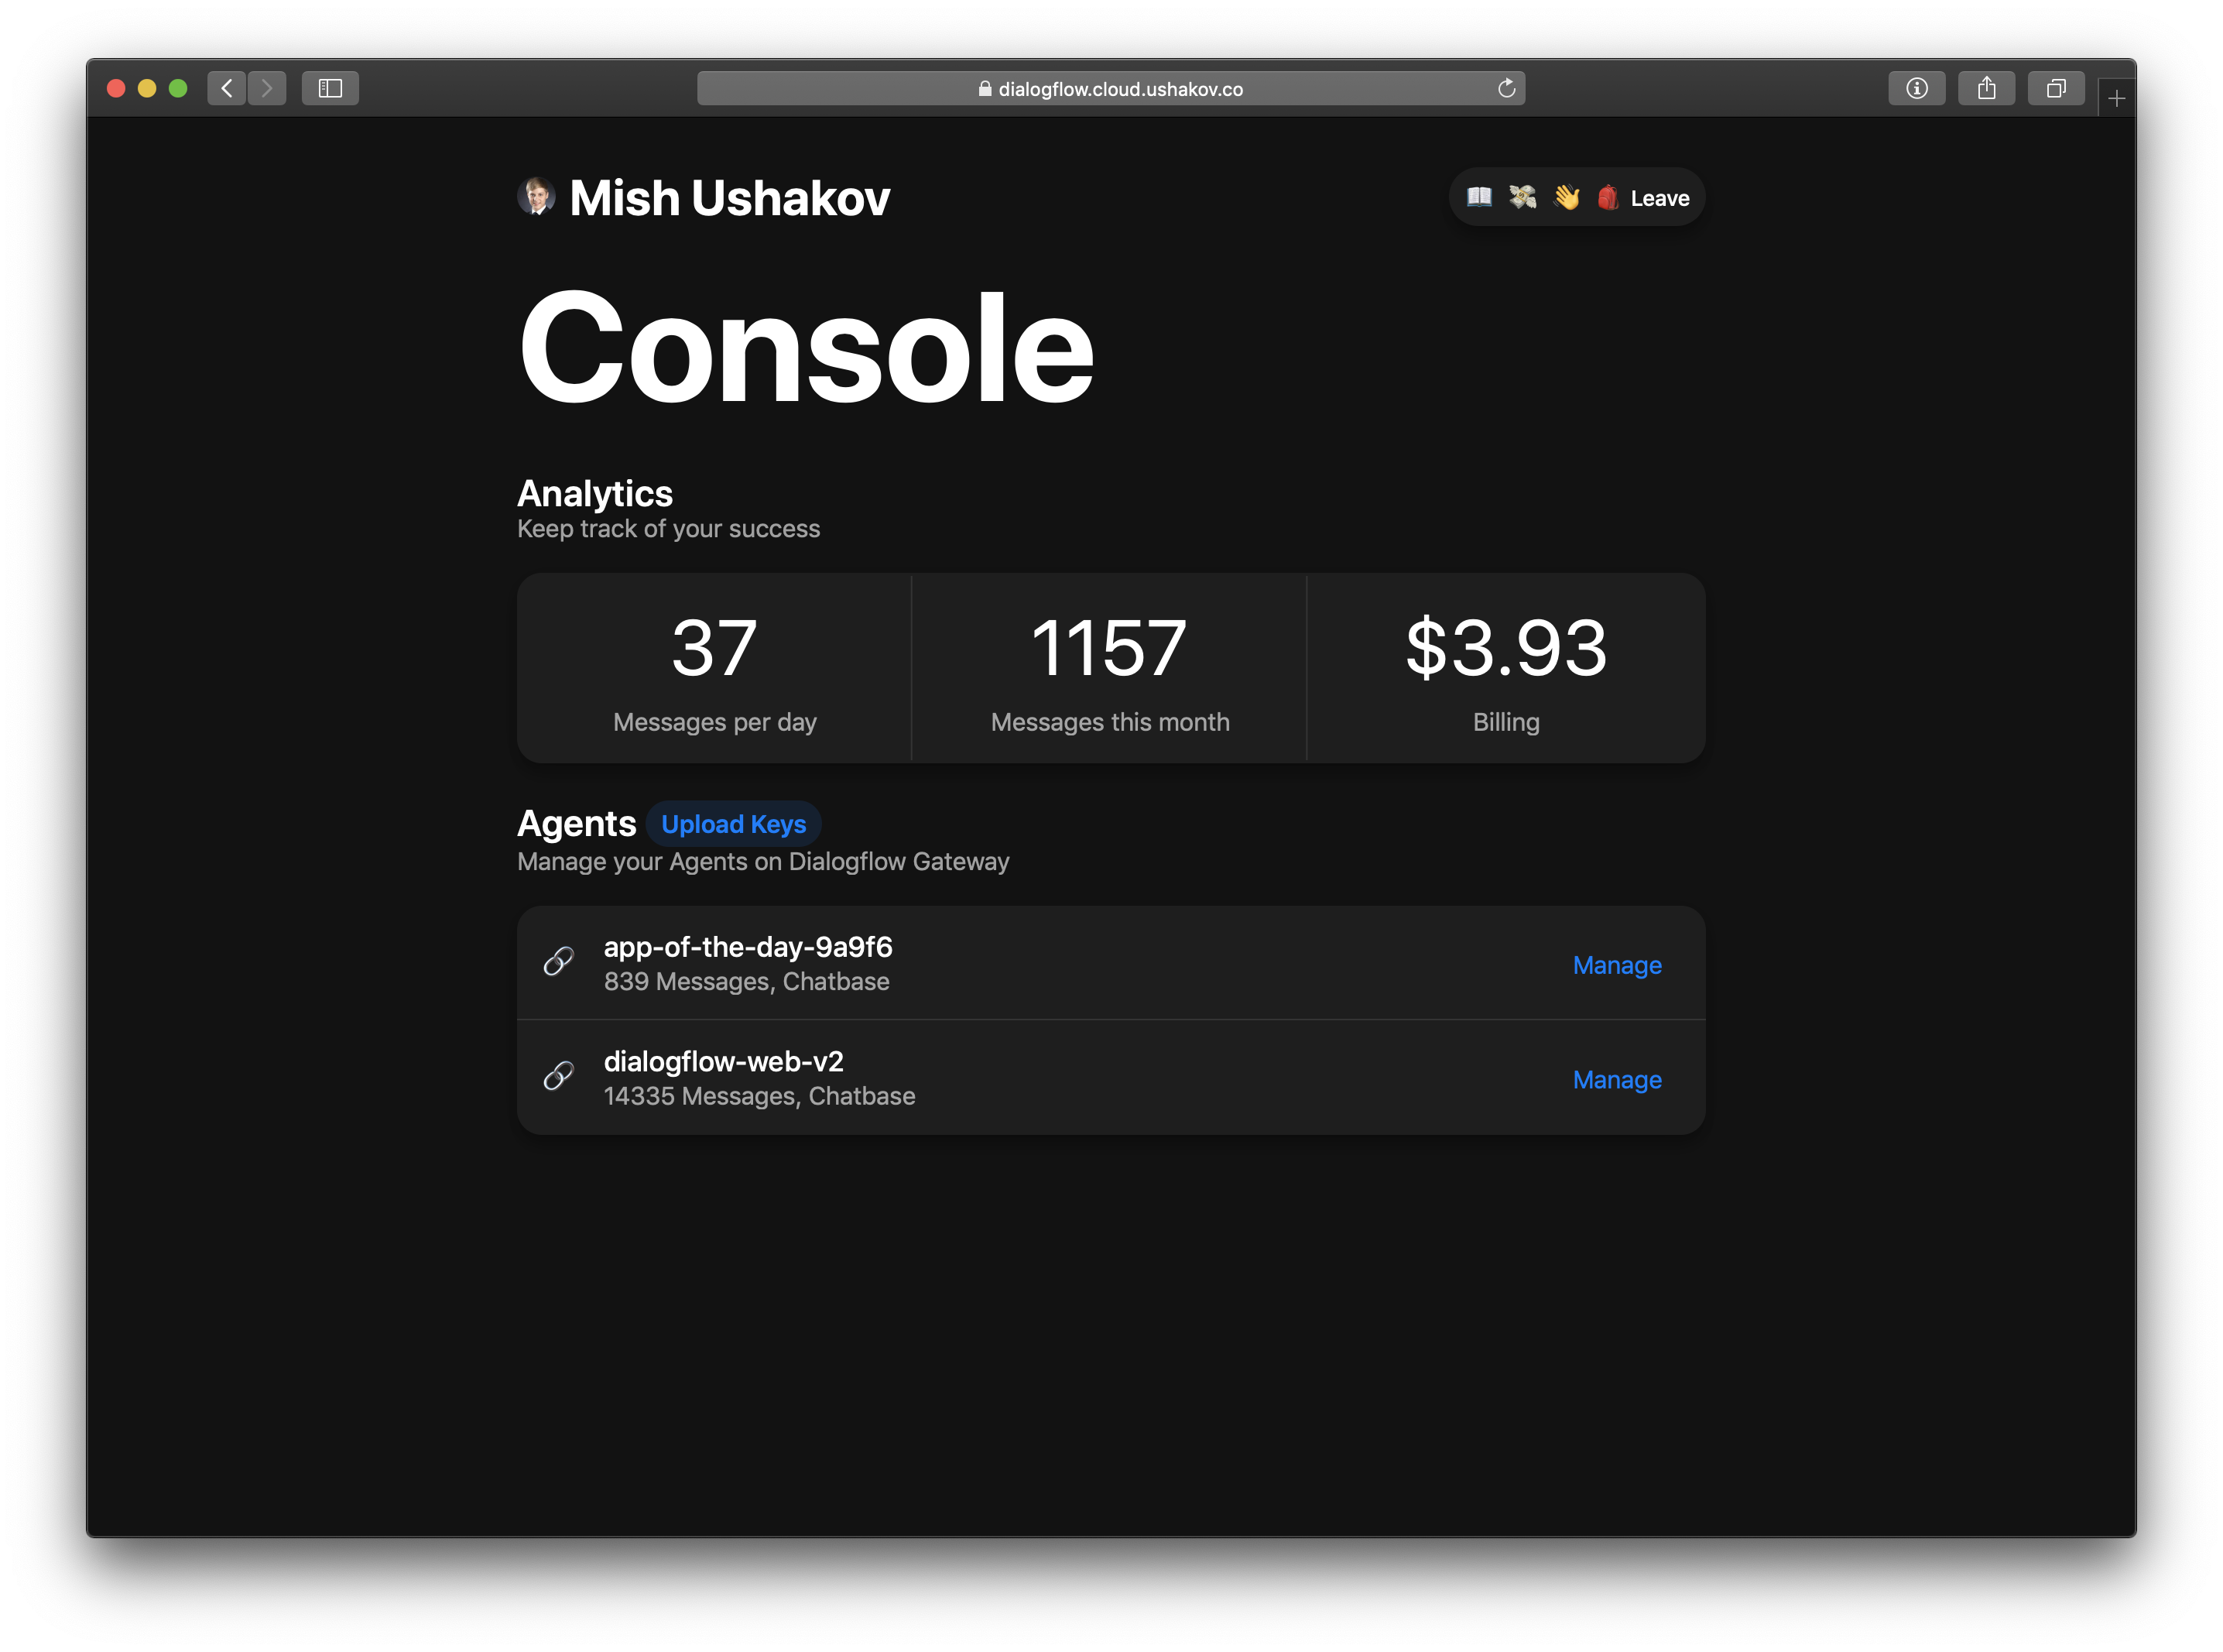 dialogflow.cloud.ushakov.co
Mish Ushakov
📖 💸 👋 🎒 Leave
Console
Analytics
Keep track of your success
37
Messages per day
1157
Messages this month
$3.93
Billing
Agents Upload Keys
Manage your Agents on Dialogflow Gateway
app-of-the-day-9a9f6
839 Messages, Chatbase
Manage
dialogflow-web-v2
14335 Messages, Chatbase
Manage